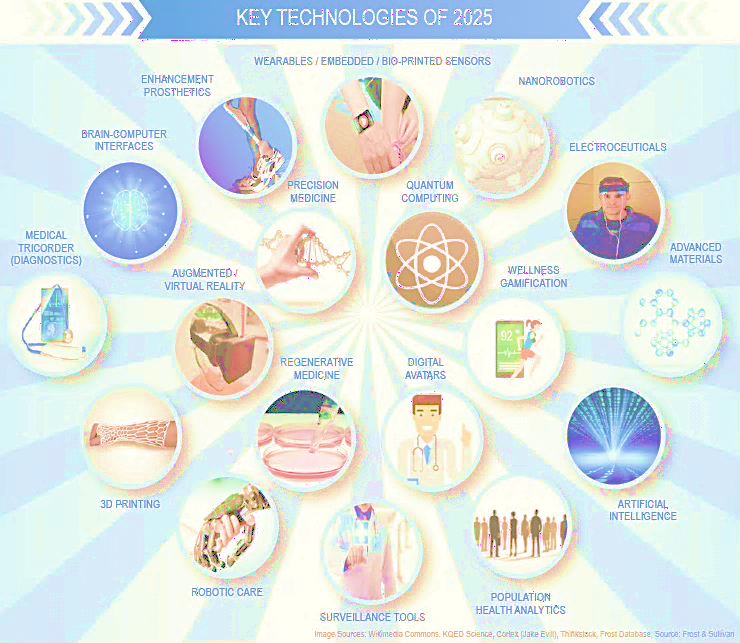 KEY TECHNOLOGIES OF 2025
WEARABLES / EMBEDDED / BIO-PRINTED SENSORS
ENHANCEMENT
PROSTHETICS
NANOROBOTICS
BRAIN-COMPUTER
INTERFACES
ELECTROCEUTICALS
PRECISION
MEDICINE
QUANTUM
COMPUTING
MEDICAL
TRICORDER
(DIAGNOSTICS)
ADVANCED
MATERIALS
AUGMENTED /
VIRTUAL REALITY
WELLNESS
GAMIFICATION
92
REGENERATIVE
MEDICINE
DIGITAL
AVATARS
3D PRINTING
ARTIFICIAL
INTELLIGENCE
ROBOTIC CARE
POPULATION
HEALTH ANALYTICS
SURVEILLANCE TOOLS
Image Sources: Wikimedia Commons, KQED Science, Cortex (Jake Evill), Thinkstock, Frost Database; Source: Frost & Sullivan